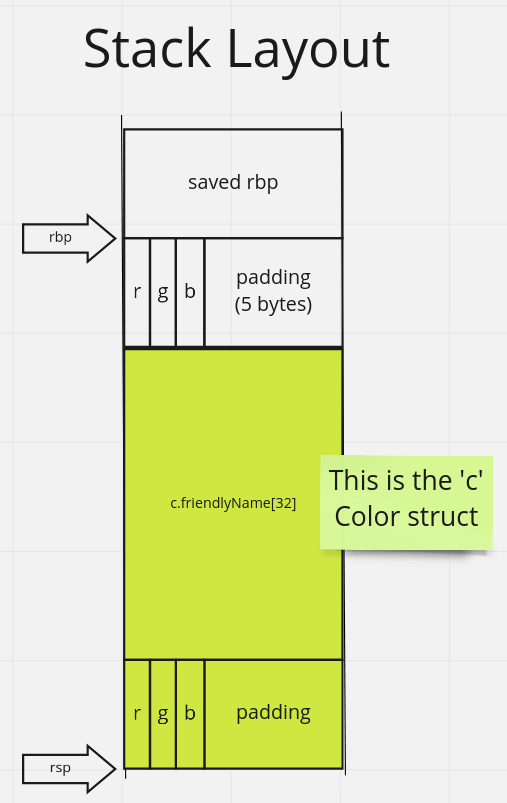 Stack Layout
saved rbp
rbp
r g b padding
(5 bytes)
c.friendlyName[32]
This is the 'c'
Color struct
r g b padding
rsp